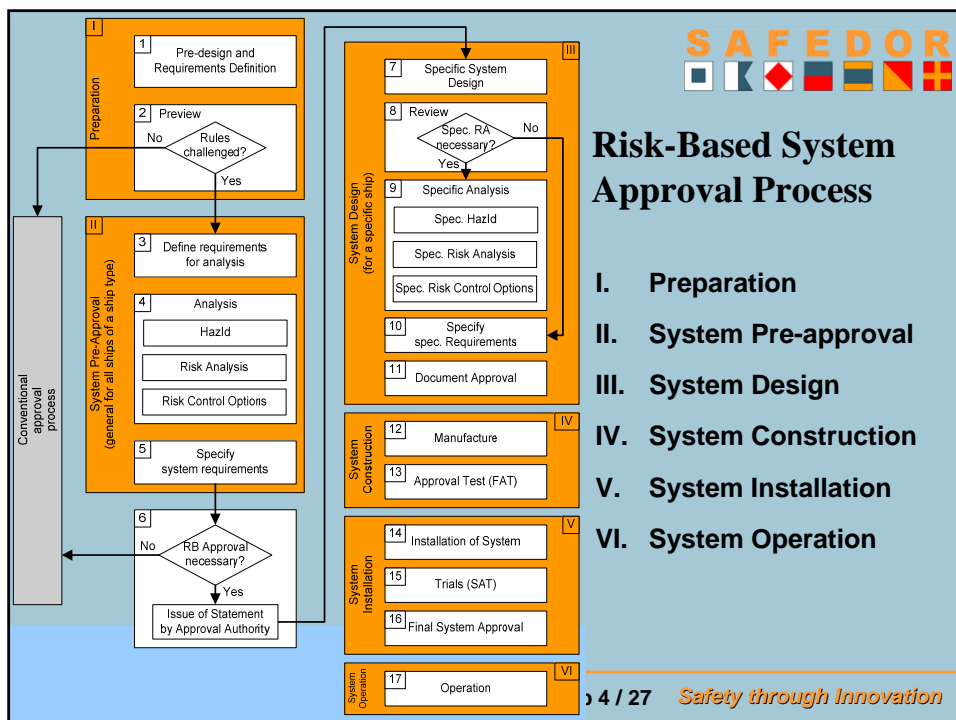 I
Preparation
1
Pre-design and
Requirements Definition
2
Preview
No
Rules
challenged?
Yes
Conventional
approval
process
II
System Pre-Approval
(general for all ships of a ship type)
3
Define requirements
for analysis
4
Analysis
HazId
Risk Analysis
Risk Control Options
5
Specify
system requirements
6
No
RB Approval
necessary?
Yes
Issue of Statement
by Approval Authority
III
System Design
(for a specific ship)
7
Specific System
Design
8
Review
Spec. RA
necessary?
No
Yes
9
Specific Analysis
Spec. HazId
Spec. Risk Analysis
Spec. Risk Control Options
10
Specify
spec. Requirements
11
Document Approval
IV
System
Construction
12
Manufacture
13
Approval Test (FAT)
V
System
Installation
14
Installation of System
15
Trials (SAT)
16
Final System Approval
VI
System
Operation
17
Operation
SAFEDOR
Risk-Based System
Approval Process
I. Preparation
II. System Pre-approval
III. System Design
IV. System Construction
V. System Installation
VI. System Operation
4 / 27 Safety through Innovation